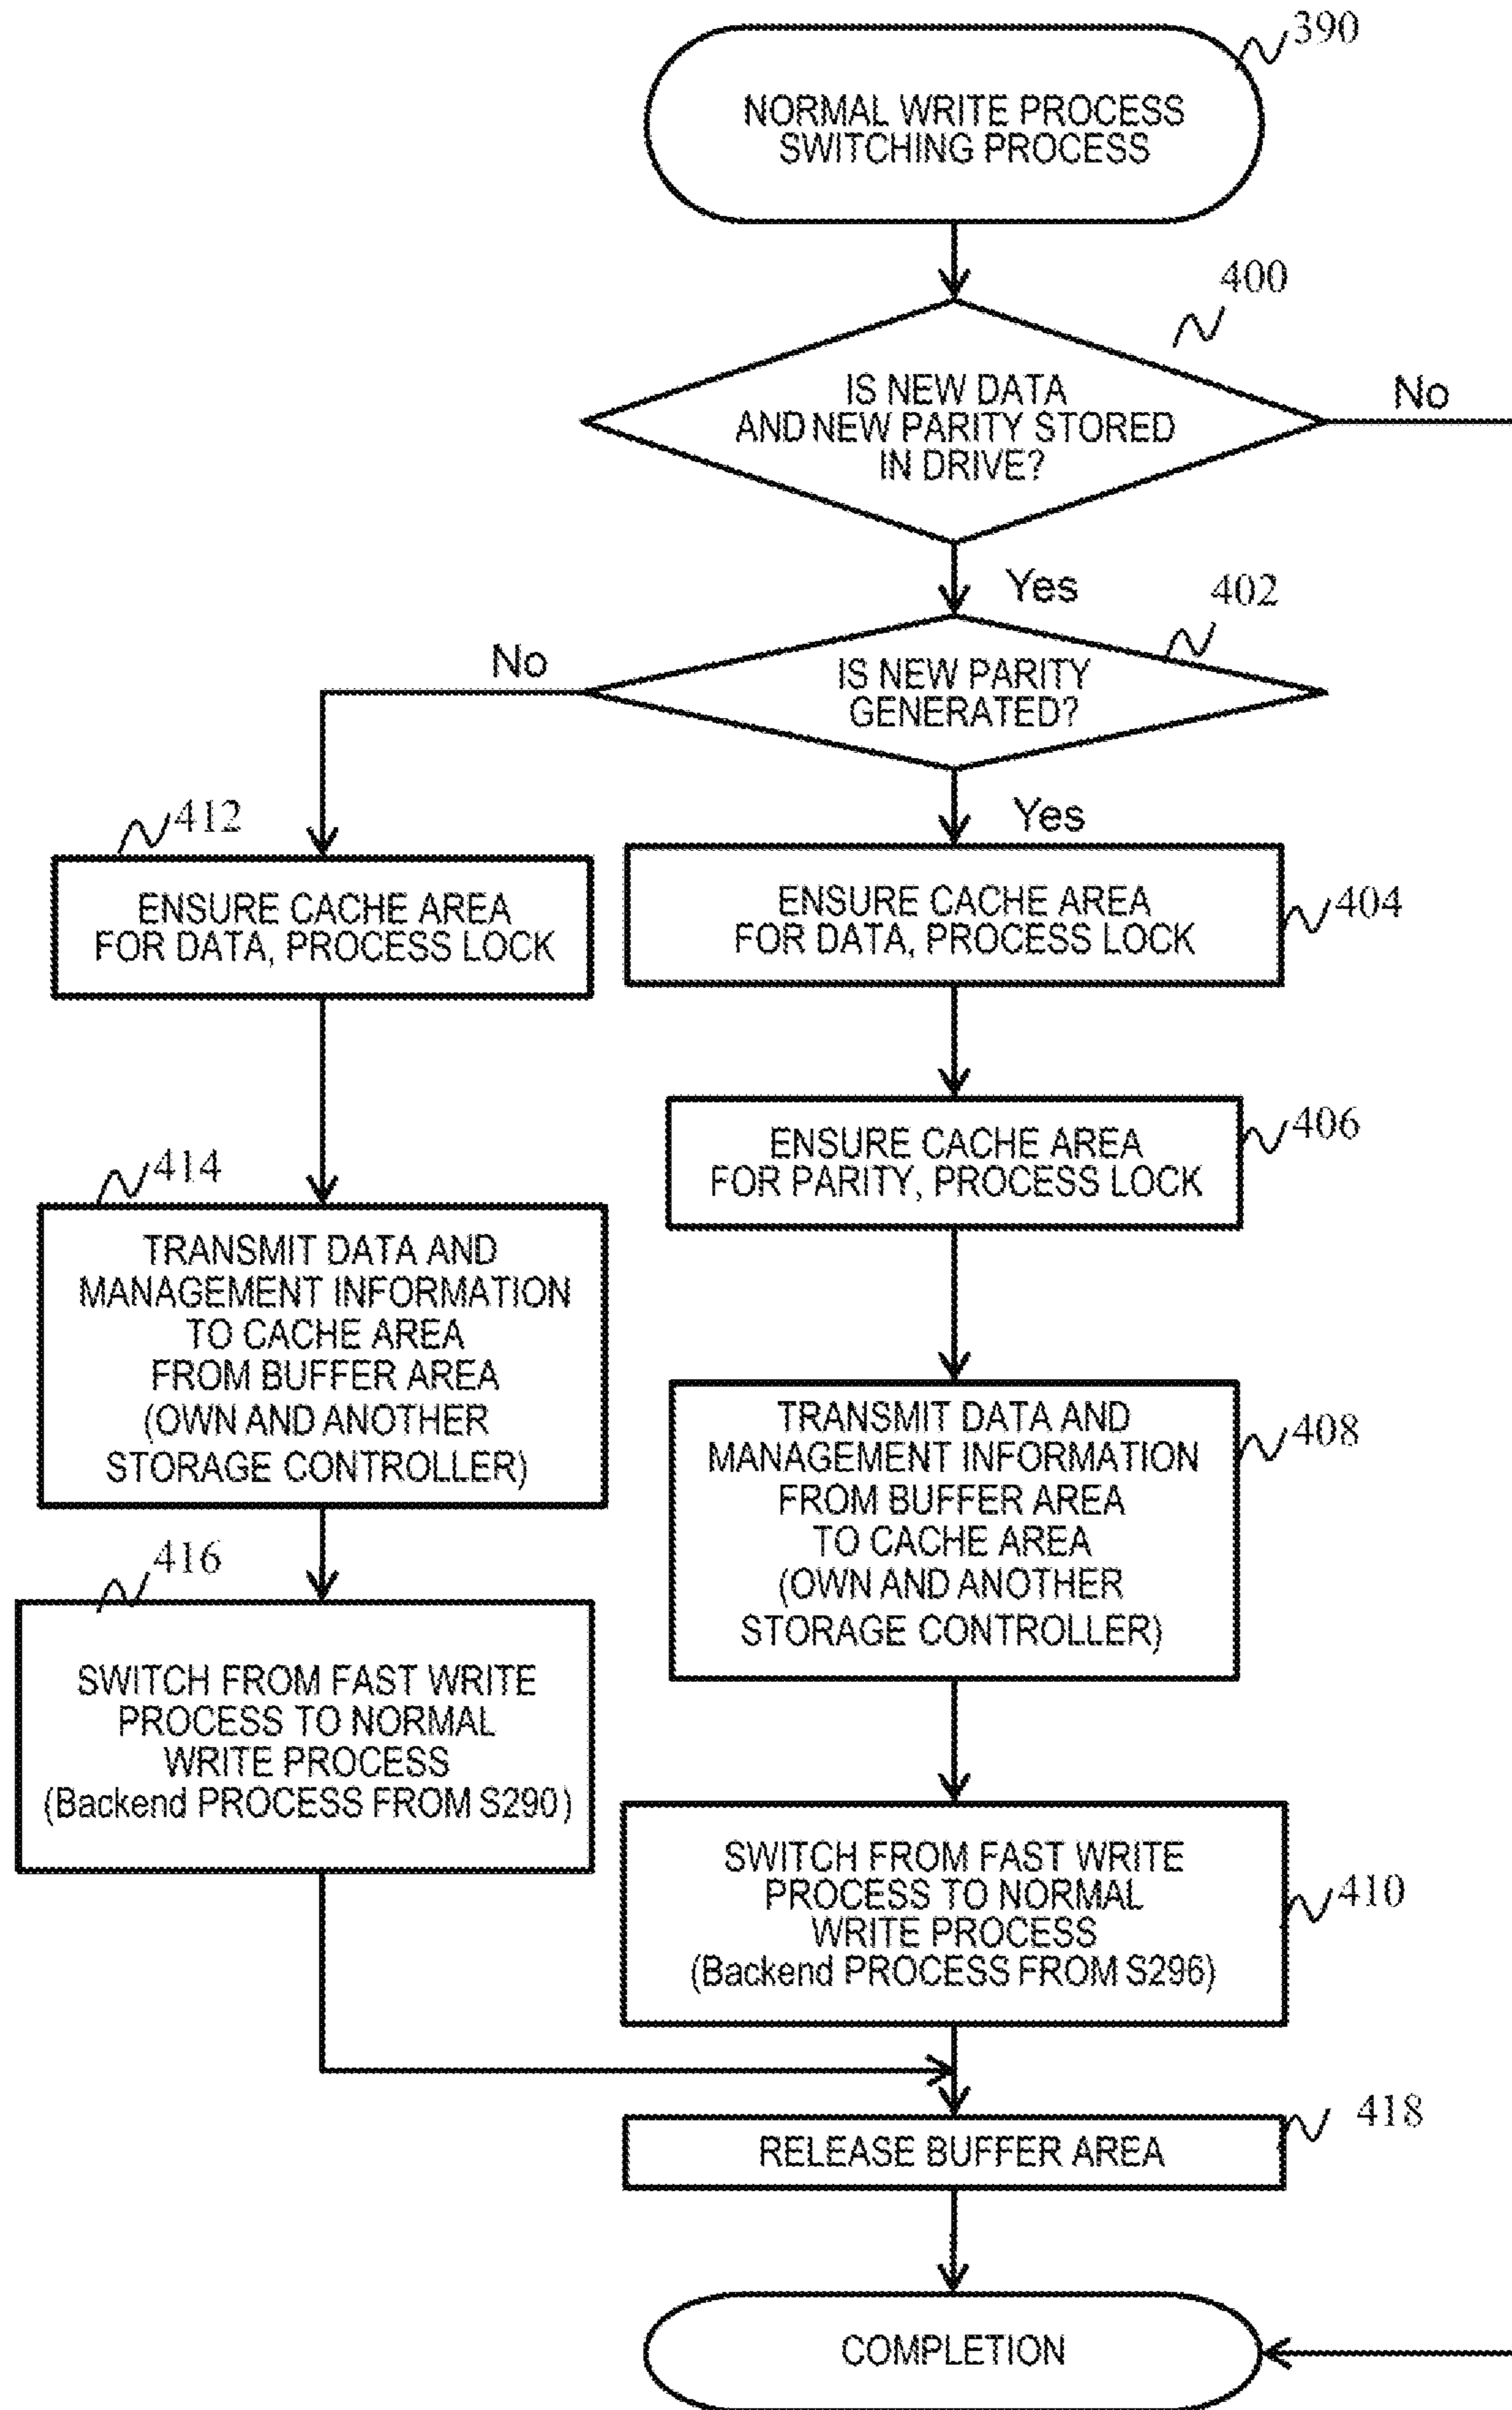 390
NORMAL WRITE PROCESS
SWITCHING PROCESS
400
IS NEW DATA
AND NEW PARITY STORED
IN DRIVE?
No
Yes
402
IS NEW PARITY
GENERATED?
No
Yes
412
ENSURE CACHE AREA
FOR DATA, PROCESS LOCK
404
ENSURE CACHE AREA
FOR DATA, PROCESS LOCK
406
ENSURE CACHE AREA
FOR PARITY, PROCESS LOCK
414
TRANSMIT DATA AND
MANAGEMENT INFORMATION
TO CACHE AREA
FROM BUFFER AREA
(OWN AND ANOTHER
STORAGE CONTROLLER)
408
TRANSMIT DATA AND
MANAGEMENT INFORMATION
FROM BUFFER AREA
TO CACHE AREA
(OWN AND ANOTHER
STORAGE CONTROLLER)
416
SWITCH FROM FAST WRITE
PROCESS TO NORMAL
WRITE PROCESS
(Backend PROCESS FROM S290)
410
SWITCH FROM FAST WRITE
PROCESS TO NORMAL
WRITE PROCESS
(Backend PROCESS FROM S296)
418
RELEASE BUFFER AREA
COMPLETION